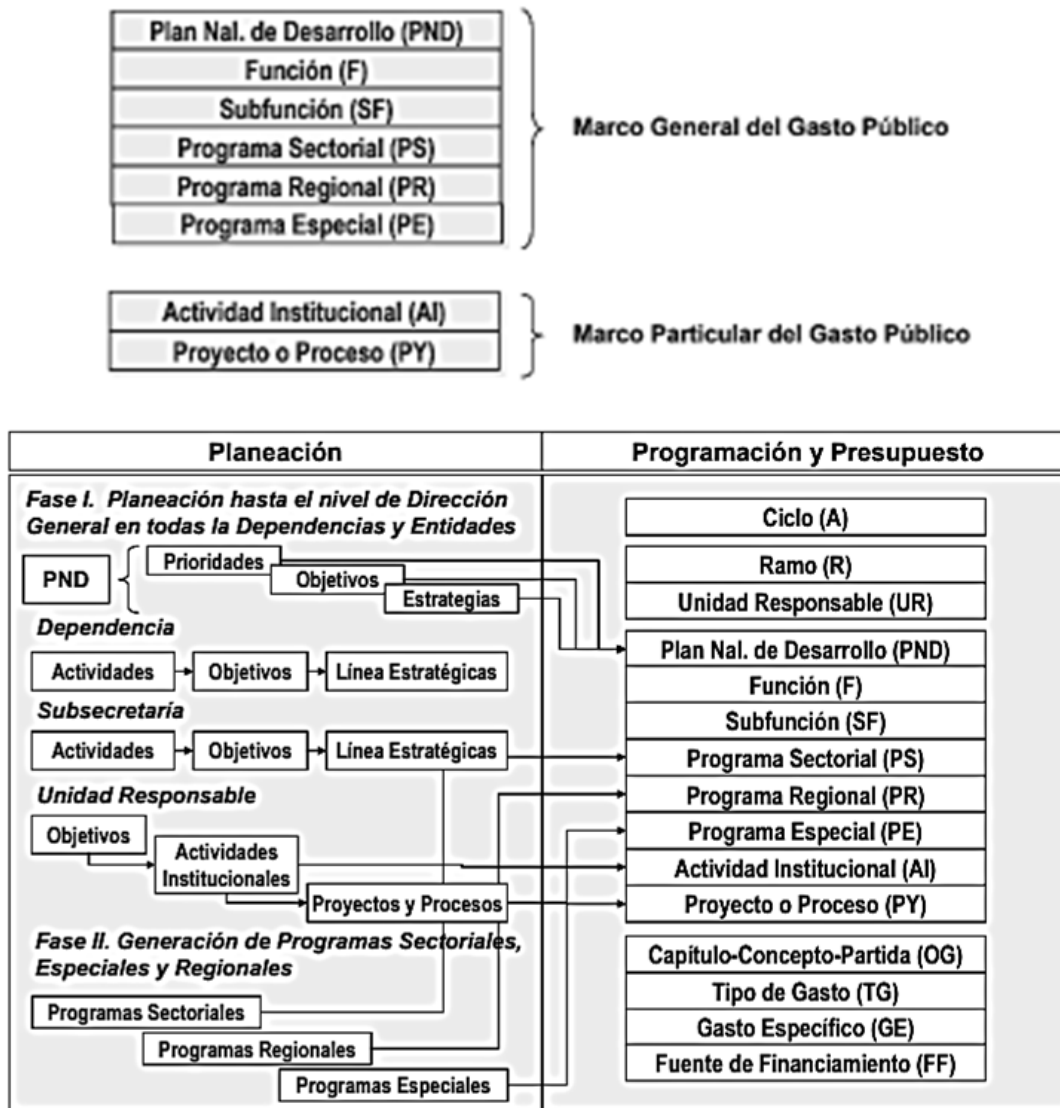 Plan Nal. de Desarrollo (PND)
Función (F)
Subfunción (SF)
Programa Sectorial (PS)
Programa Regional (PR)
Programa Especial (PE)
Marco General del Gasto Público
Actividad Institucional (AI)
Proyecto o Proceso (PY)
Marco Particular del Gasto Público
Planeación
Fase I. Planeación hasta el nivel de Dirección
General en todas la Dependencias y Entidades
PND
Prioridades
Objetivos
Estrategias
Dependencia
Actividades
Objetivos
Línea Estratégicas
Subsecretaría
Actividades
Objetivos
Línea Estratégicas
Unidad Responsable
Objetivos
Actividades
Institucionales
Proyectos y Procesos
Fase II. Generación de Programas Sectoriales,
Especiales y Regionales
Programas Sectoriales
Programas Regionales
Programas Especiales
Programación y Presupuesto
Ciclo (A)
Ramo (R)
Unidad Responsable (UR)
Plan Nal. de Desarrollo (PND)
Función (F)
Subfunción (SF)
Programa Sectorial (PS)
Programa Regional (PR)
Programa Especial (PE)
Actividad Institucional (AI)
Proyecto o Proceso (PY)
Capítulo-Concepto-Partida (OG)
Tipo de Gasto (TG)
Gasto Específico (GE)
Fuente de Financiamiento (FF)